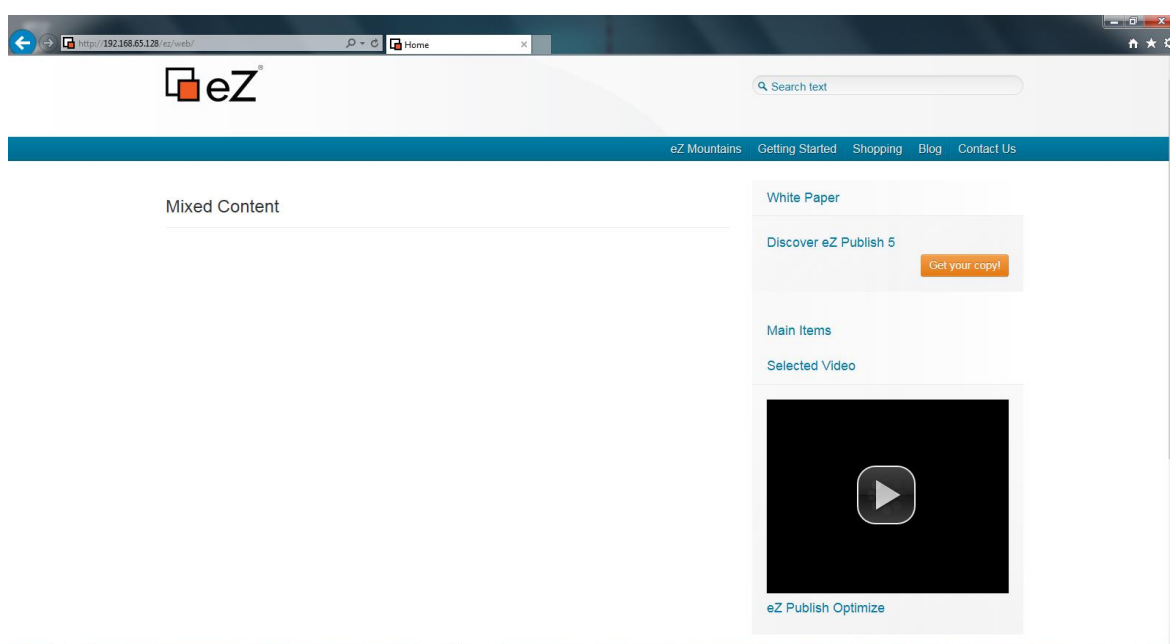 http://192.168.65.128/ez/web/
Home
eZ®
Search text
eZ Mountains Getting Started Shopping Blog Contact Us
Mixed Content
White Paper
Discover eZ Publish 5
Get your copy!
Main Items
Selected Video
eZ Publish Optimize